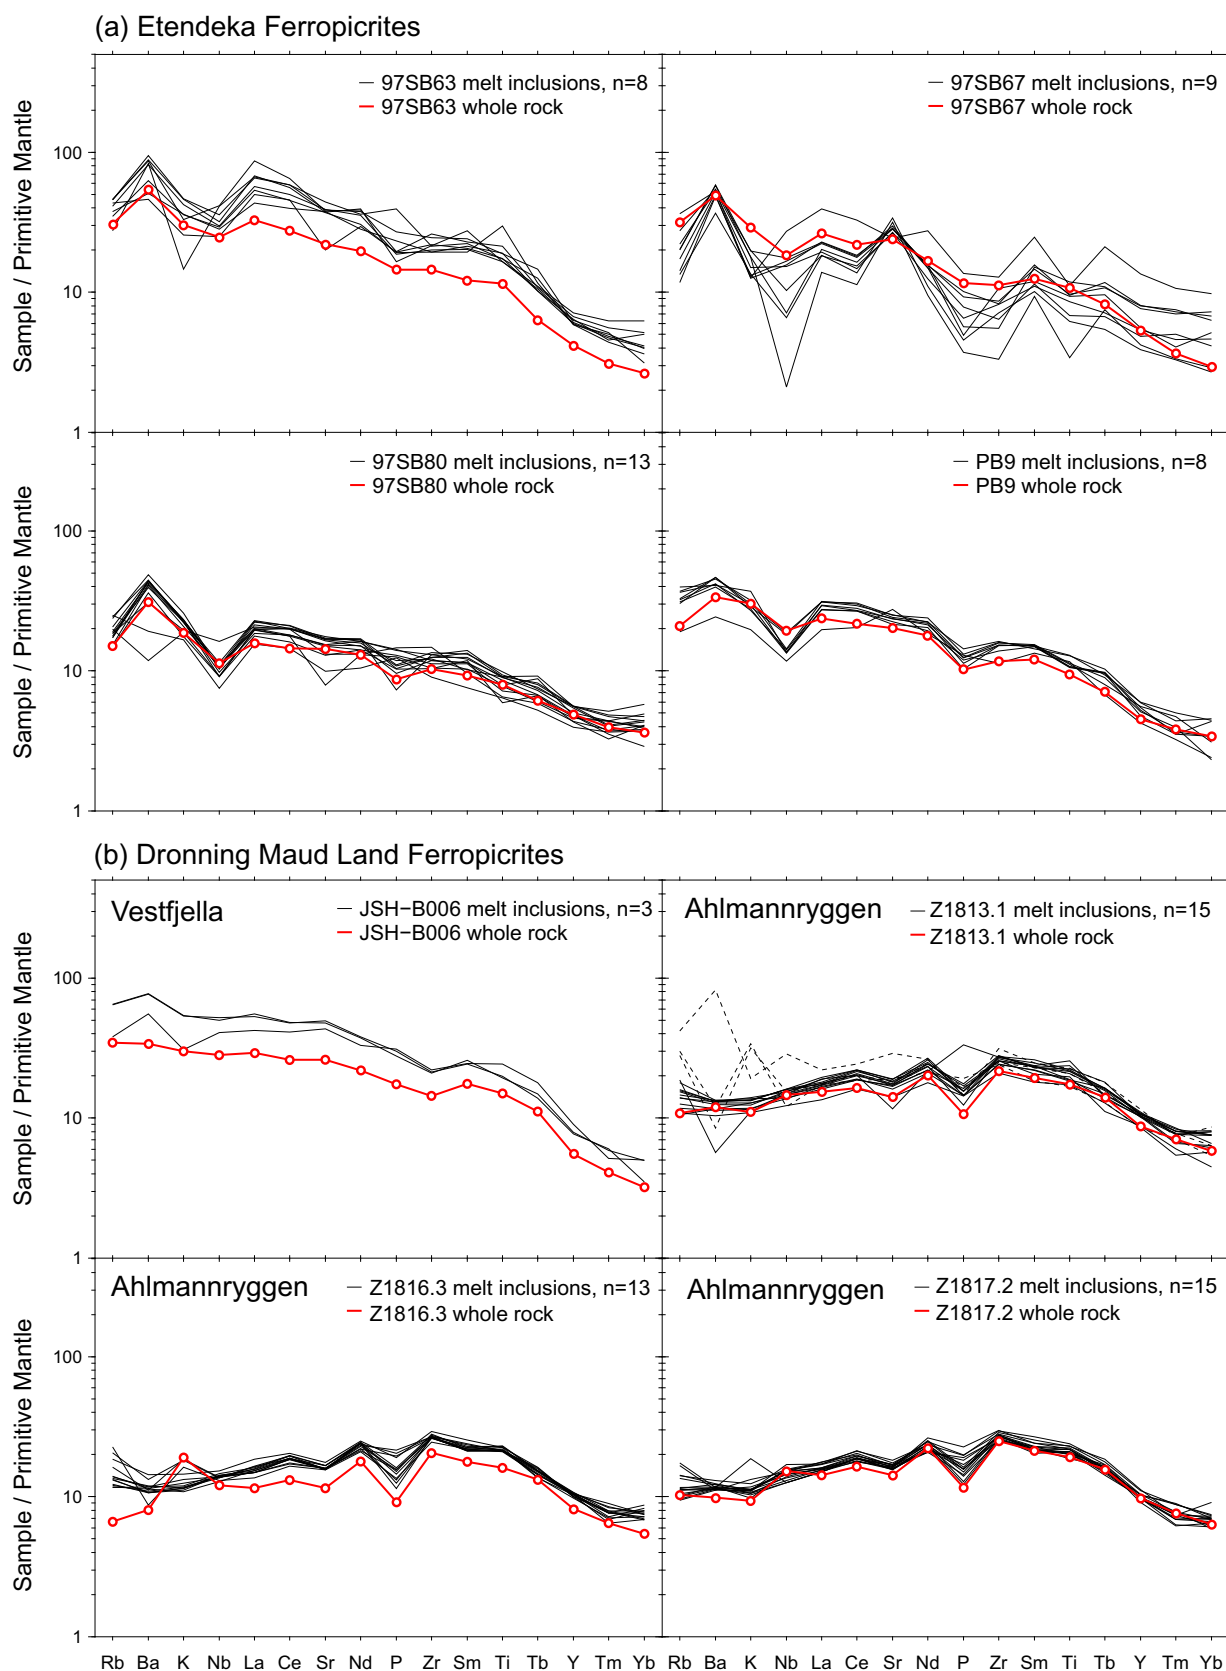 (a) Etendeka Ferropicrites
97SB63 melt inclusions, n=8
97SB63 whole rock
97SB67 melt inclusions, n=9
97SB67 whole rock
Sample / Primitive Mantle
100
10
1
97SB80 melt inclusions, n=13
97SB80 whole rock
PB9 melt inclusions, n=8
PB9 whole rock
Sample / Primitive Mantle
100
10
1
(b) Dronning Maud Land Ferropicrites
Vestfjella
JSH−B006 melt inclusions, n=3
JSH−B006 whole rock
Ahlmannryggen
Z1813.1 melt inclusions, n=15
Z1813.1 whole rock
Sample / Primitive Mantle
100
10
1
Ahlmannryggen
Z1816.3 melt inclusions, n=13
Z1816.3 whole rock
Ahlmannryggen
Z1817.2 melt inclusions, n=15
Z1817.2 whole rock
Sample / Primitive Mantle
100
10
1
Rb Ba K Nb La Ce Sr Nd P Zr Sm Ti Tb Y Tm Yb
Rb Ba K Nb La Ce Sr Nd P Zr Sm Ti Tb Y Tm Yb